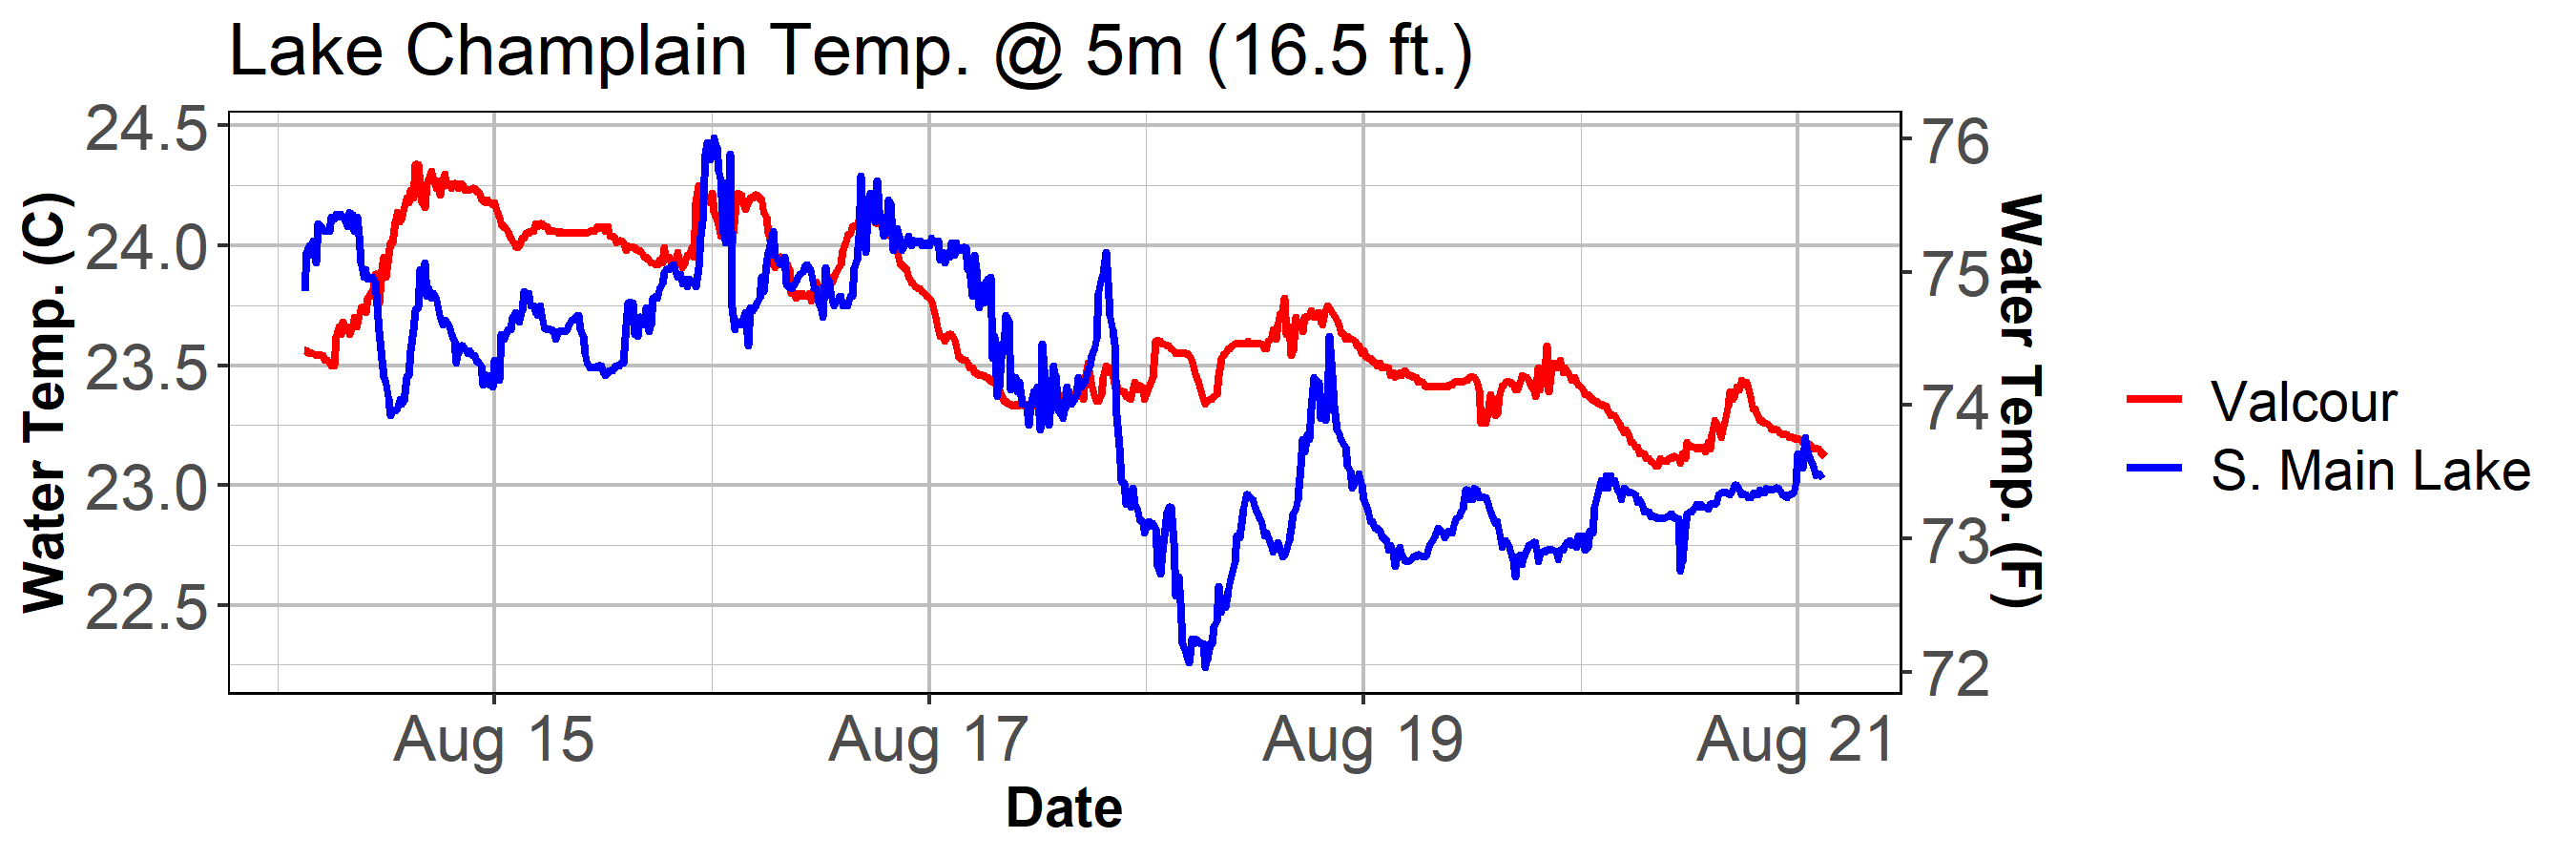 Lake Champlain Temp. @ 5m (16.5 ft.)
Water Temp. (C)
24.5
24.0
23.5
23.0
22.5
76
75
74
73
72
Water Temp. (F)
Aug 15
Aug 17
Aug 19
Aug 21
Date
Valcour
S. Main Lake